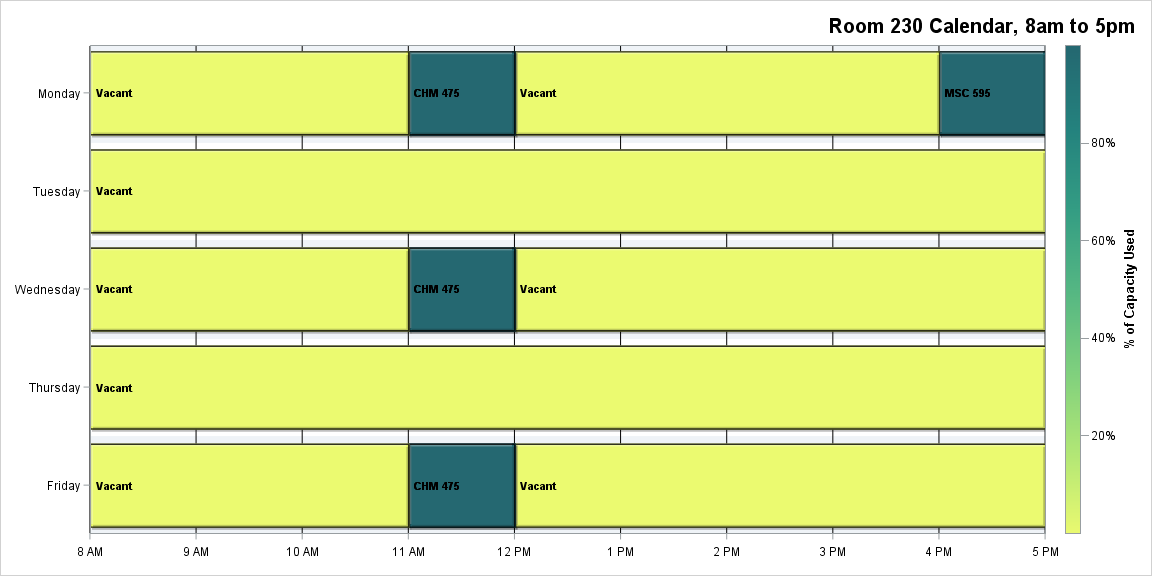 Room 230 Calendar, 8am to 5pm
Monday
Vacant
CHM 475
Vacant
MSC 595
Tuesday
Vacant
Wednesday
Vacant
CHM 475
Vacant
Thursday
Vacant
Friday
Vacant
CHM 475
Vacant
8 AM
9 AM
10 AM
11 AM
12 PM
1 PM
2 PM
3 PM
4 PM
5 PM
80%
60%
40%
20%
% of Capacity Used